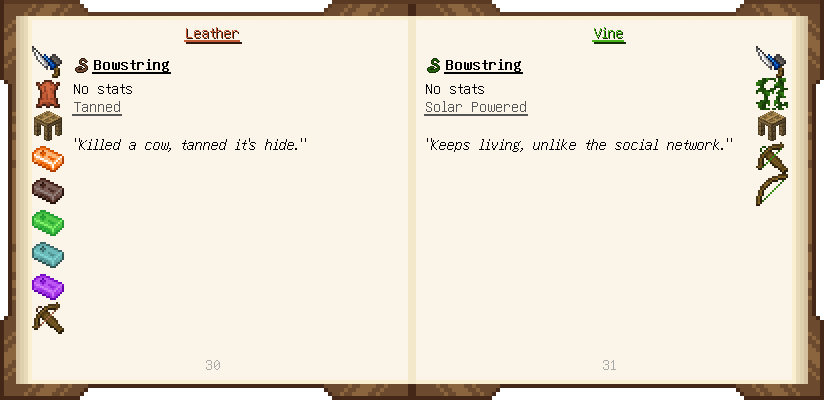 Leather
Bowstring
No stats
Tanned
"Killed a cow, tanned it's hide."
30
Vine
Bowstring
No stats
Solar Powered
"Keeps living, unlike the social network."
31